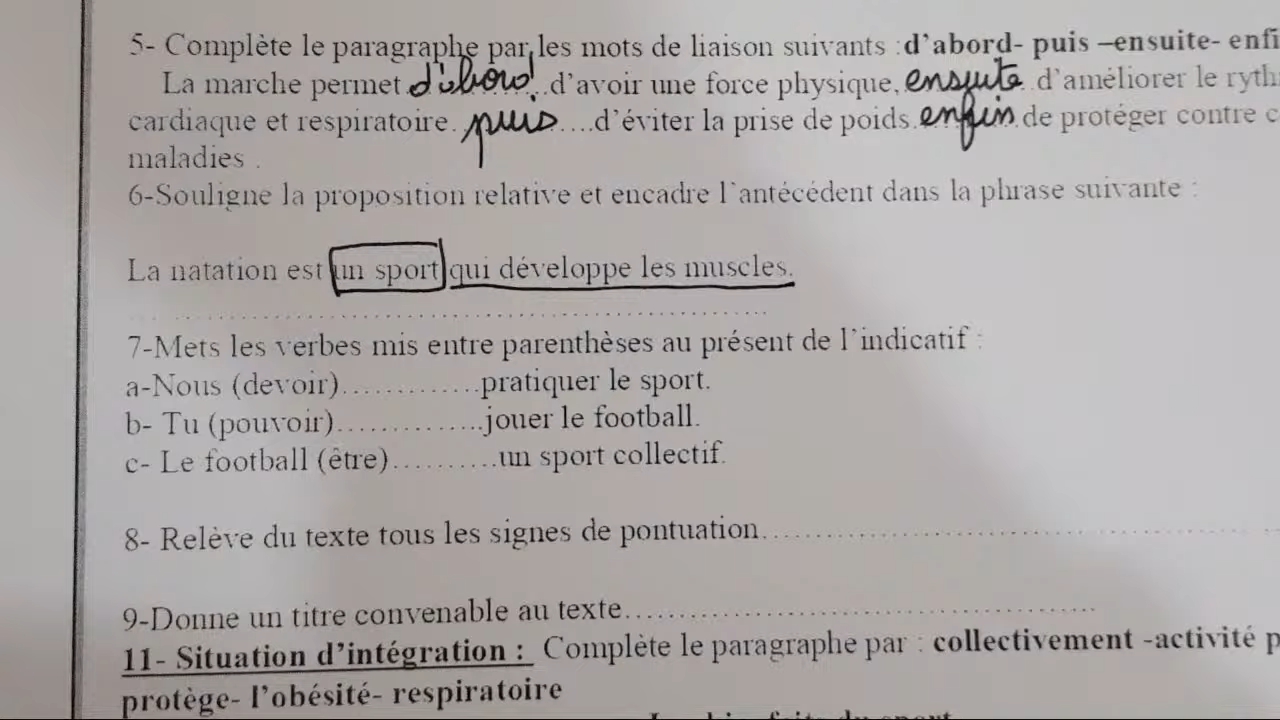 5- Complète le paragraphe par les mots de liaison suivants :d'abord- puis –ensuite- enfi
La marche permet d'abord d'avoir une force physique, ensuite d'améliorer le ryth
cardiaque et respiratoire. puis ....d'éviter la prise de poids. enfin de protéger contre c
maladies .
6-Souligne la proposition relative et encadre l'antécédent dans la phrase suivante :
La natation est un sport qui développe les muscles.
7-Mets les verbes mis entre parenthèses au présent de l'indicatif :
a-Nous (devoir).............pratiquer le sport.
b- Tu (pouvoir)..............jouer le football.
c- Le football (être)..........un sport collectif.
8- Relève du texte tous les signes de pontuation......................................................
9-Donne un titre convenable au texte.............................................
11- Situation d'intégration : Complète le paragraphe par : collectivement -activité p
protège- l'obésité- respiratoire